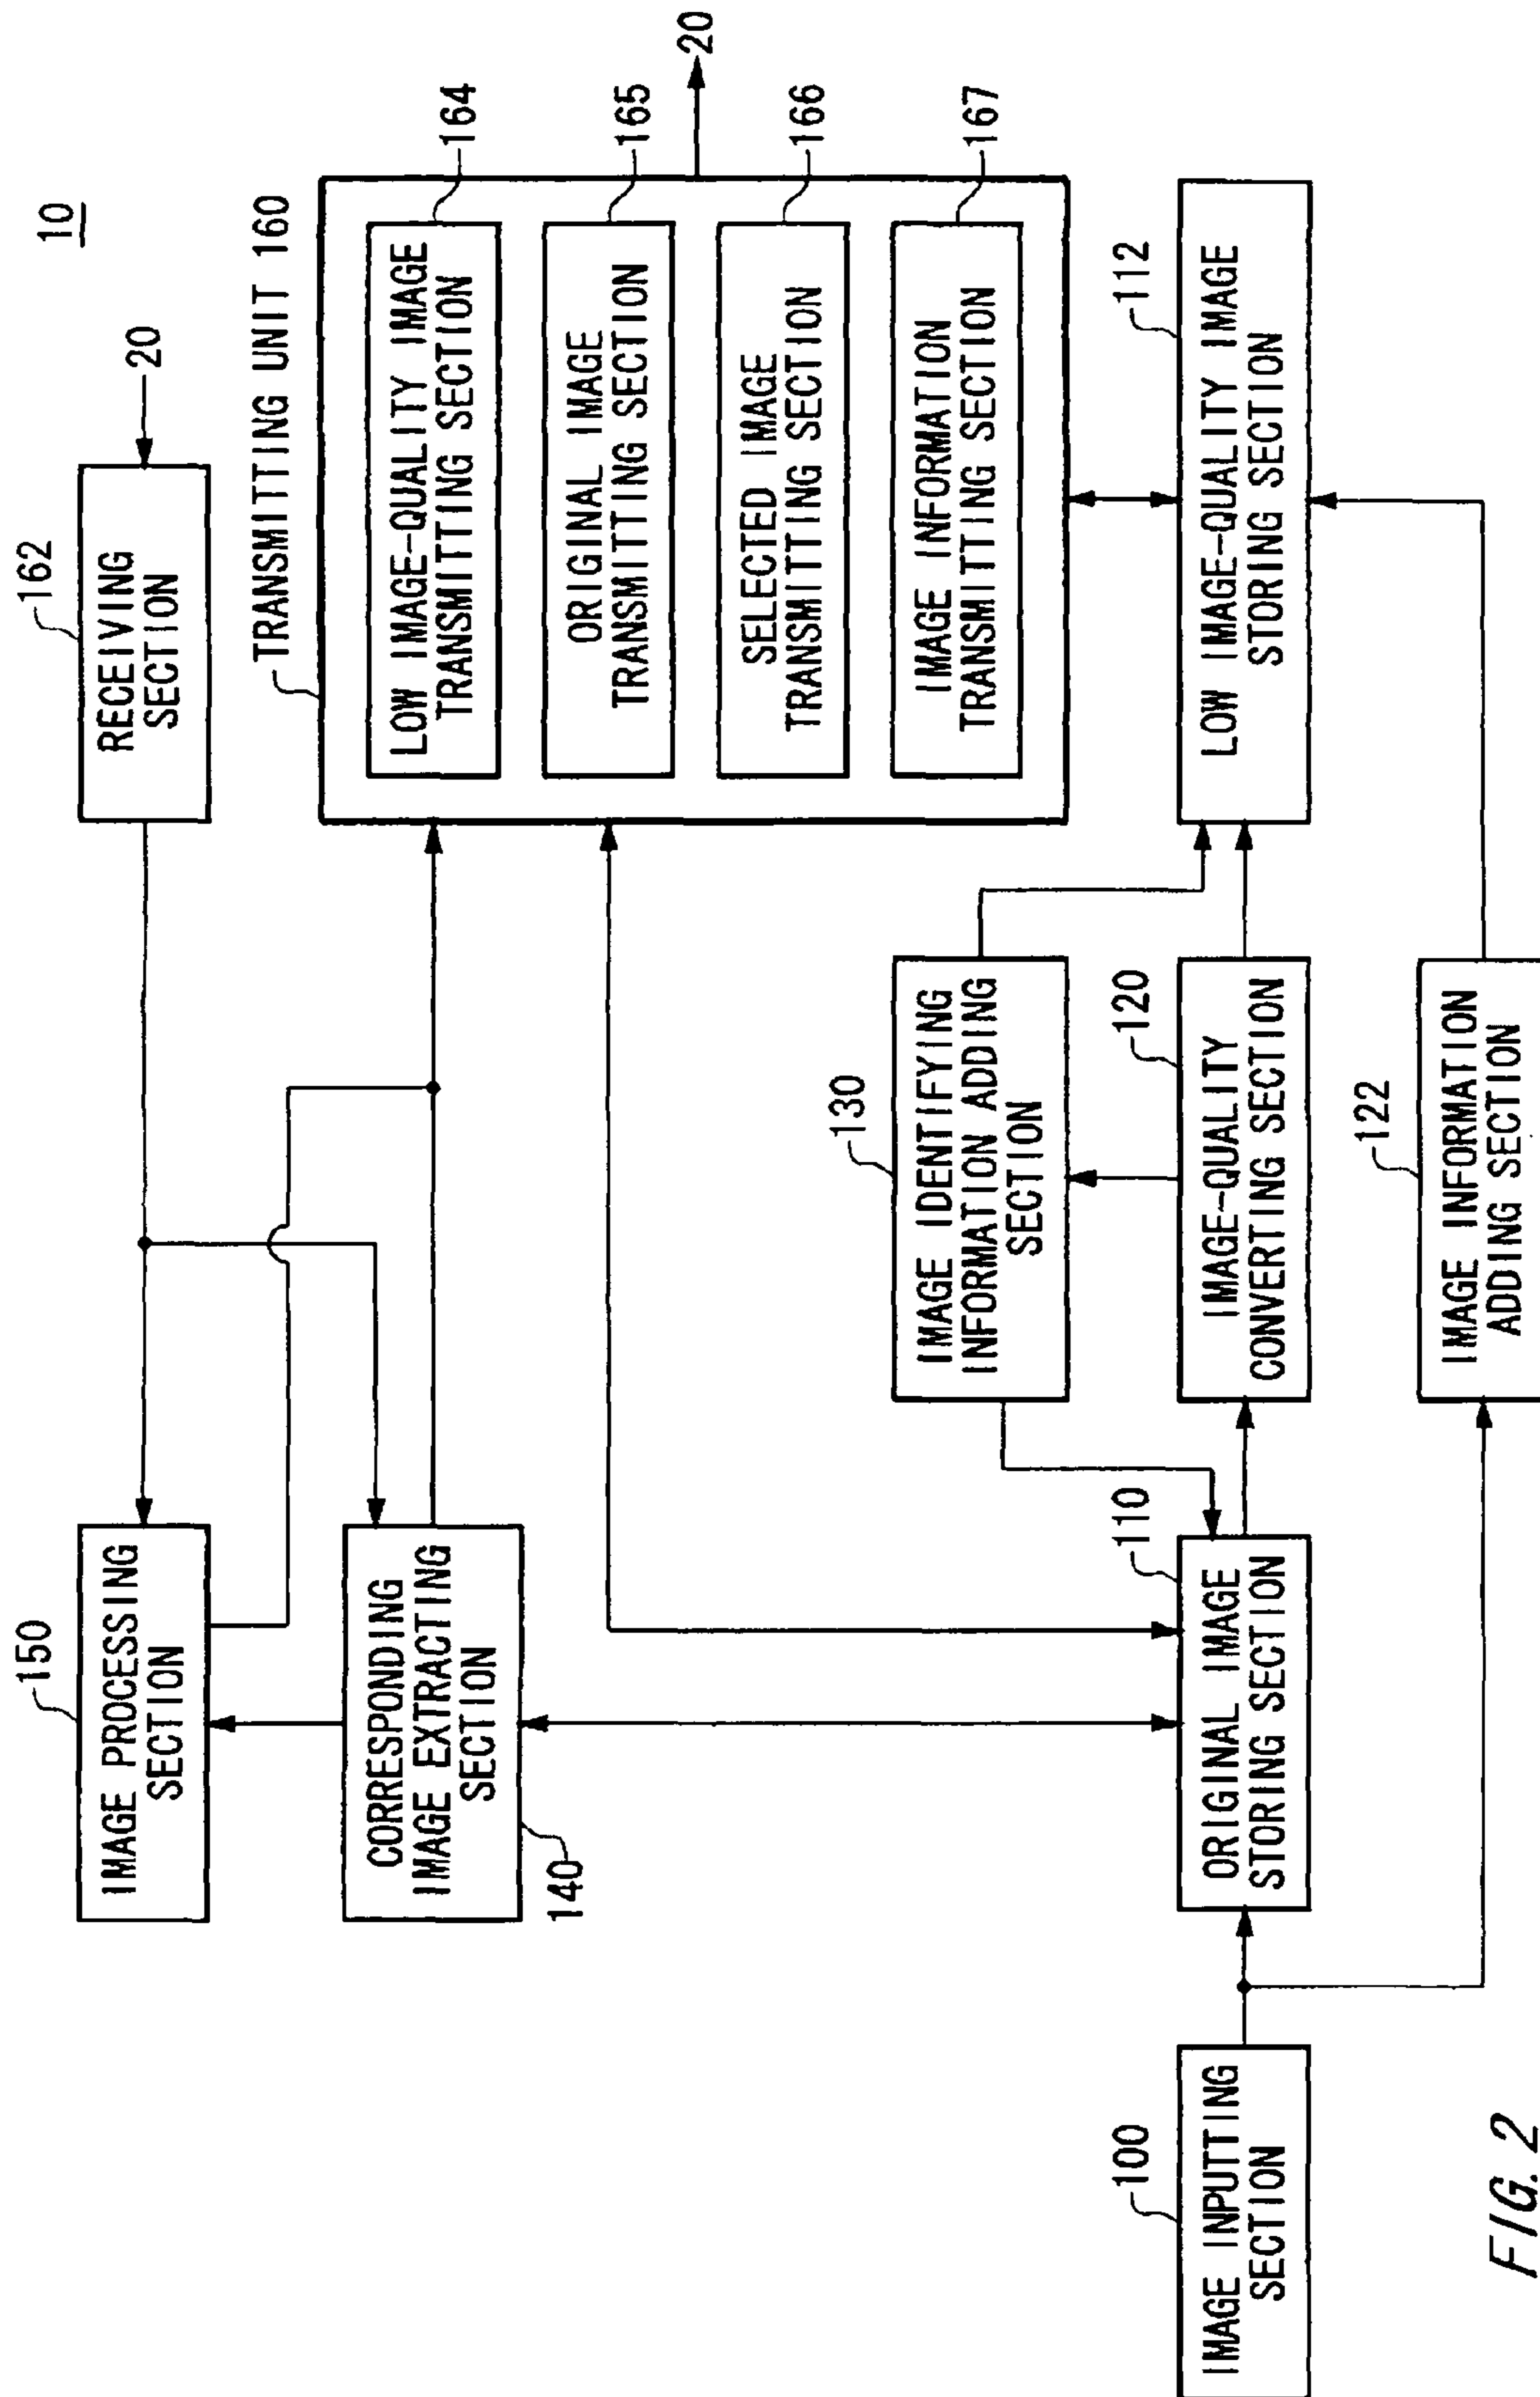 10
20
162
RECEIVING
SECTION
TRANSMITTING UNIT 160
20
LOW IMAGE-QUALITY IMAGE
TRANSMITTING SECTION
164
ORIGINAL IMAGE
TRANSMITTING SECTION
165
SELECTED IMAGE
TRANSMITTING SECTION
166
IMAGE INFORMATION
TRANSMITTING SECTION
167
150
IMAGE PROCESSING
SECTION
CORRESPONDING
IMAGE EXTRACTING
SECTION
140
130
IMAGE IDENTIFYING
INFORMATION ADDING
SECTION
100
IMAGE INPUTTING
SECTION
110
ORIGINAL IMAGE
STORING SECTION
120
IMAGE-QUALITY
CONVERTING SECTION
112
LOW IMAGE-QUALITY IMAGE
STORING SECTION
122
IMAGE INFORMATION
ADDING SECTION
FIG. 2